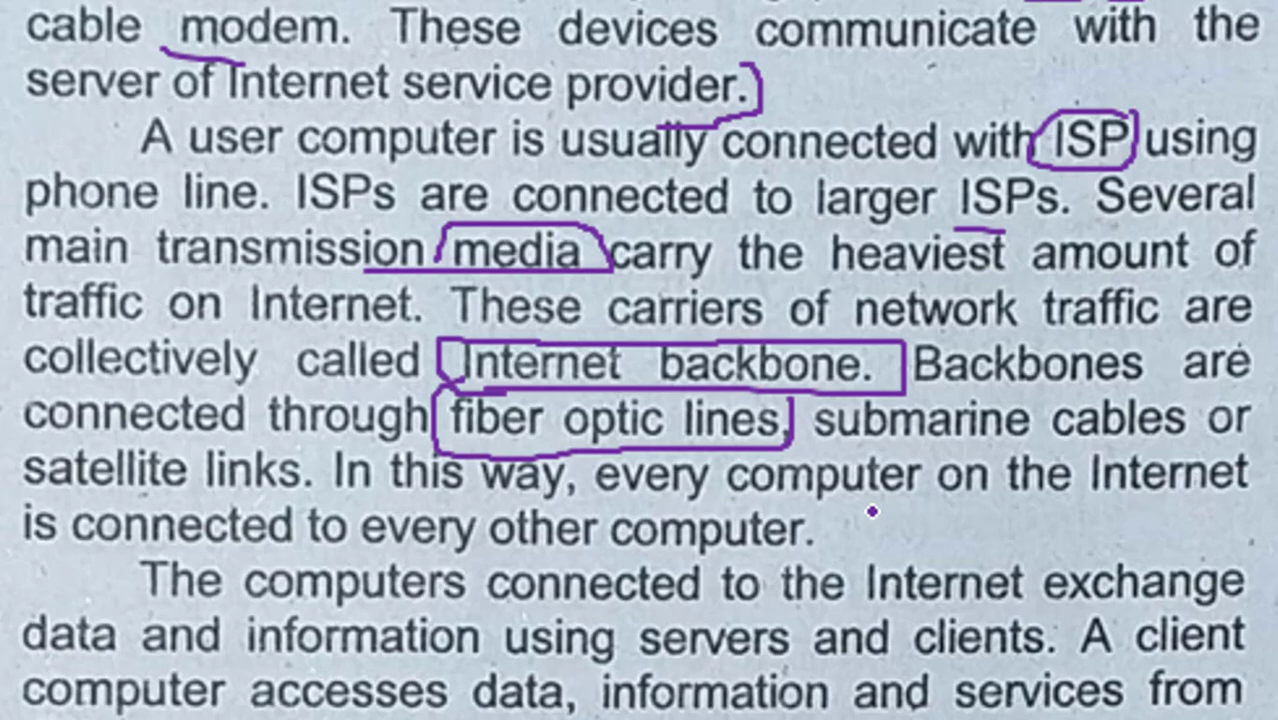 cable modem. These devices communicate with the
server of Internet service provider.
A user computer is usually connected with ISP using
phone line. ISPs are connected to larger ISPs. Several
main transmission media carry the heaviest amount of
traffic on Internet. These carriers of network traffic are
collectively called Internet backbone. Backbones are
connected through fiber optic lines, submarine cables or
satellite links. In this way, every computer on the Internet
is connected to every other computer.
The computers connected to the Internet exchange
data and information using servers and clients. A client
computer accesses data, information and services from